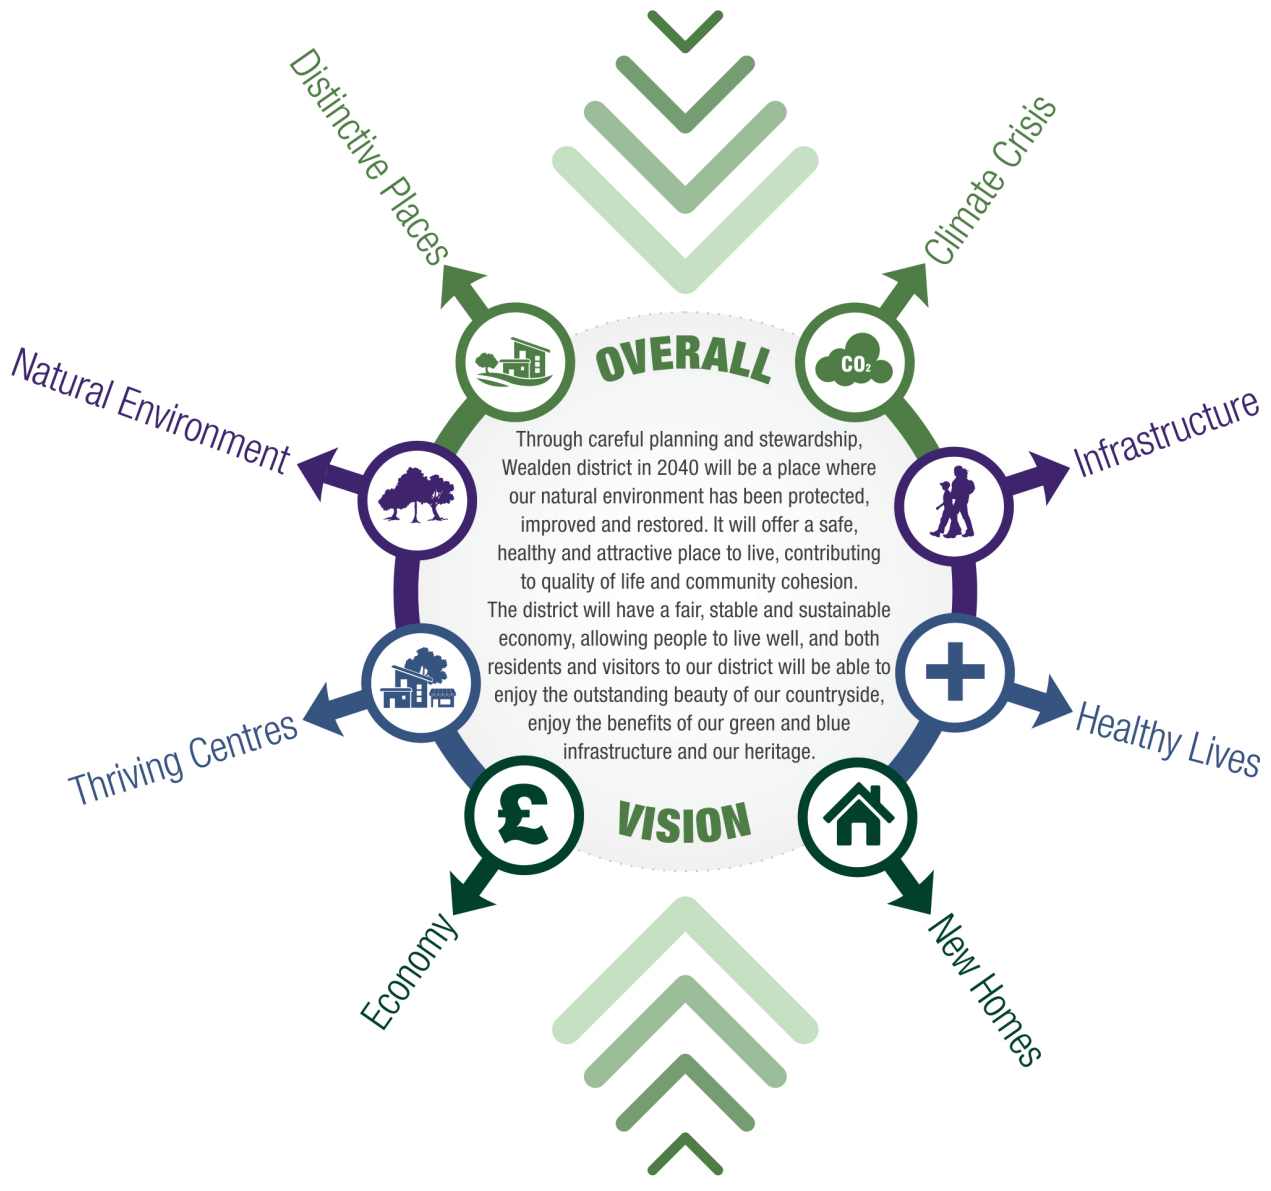 Distinctive Places
Climate Crisis
Natural Environment
Infrastructure
OVERALL
CO₂
Through careful planning and stewardship,
Wealden district in 2040 will be a place where
our natural environment has been protected,
improved and restored. It will offer a safe,
healthy and attractive place to live, contributing
to quality of life and community cohesion.
The district will have a fair, stable and sustainable
economy, allowing people to live well, and both
residents and visitors to our district will be able to
enjoy the outstanding beauty of our countryside,
enjoy the benefits of our green and blue
infrastructure and our heritage.
VISION
Thriving Centres
Healthy Lives
£
Economy
New Homes